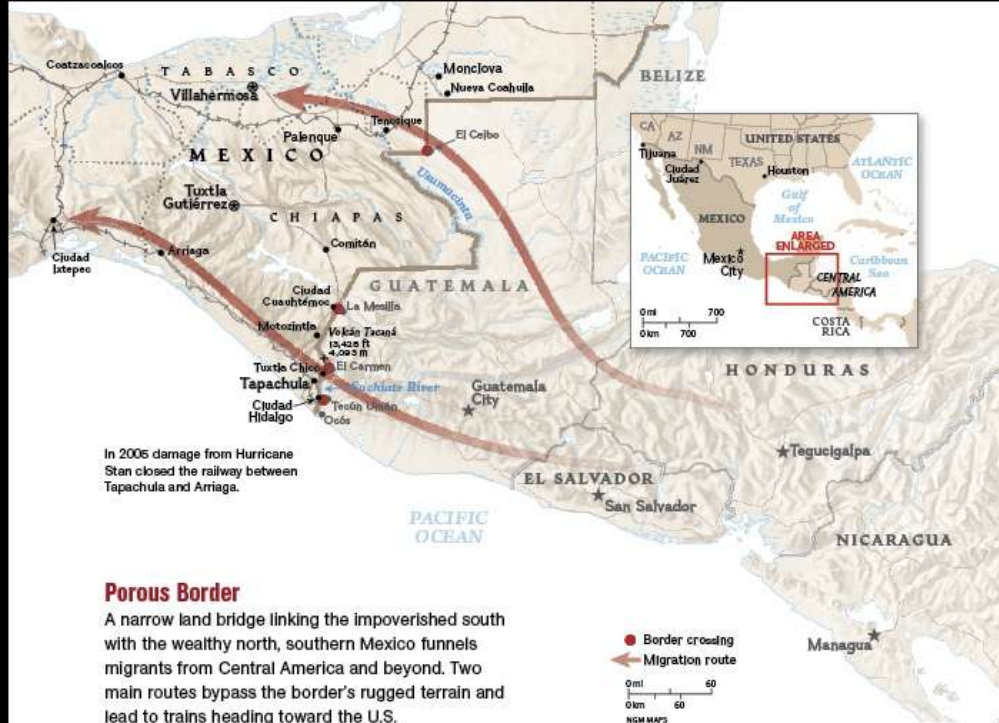 Coatzacoalcos
TABASCO
Villahermosa
Monclova
Nueva Coahuila
BELIZE
Palenque
Tenosique
El Ceibo
MEXICO
Usumacinta
Tuxtla
Gutiérrez
CHIAPAS
Comitán
Ciudad
Ixtepec
Arriaga
Ciudad
Cuauhtémoc
La Mesilla
GUATEMALA
Motozintla
Volcán Tacaná
13,428 ft
4,093 m
Tuxtla Chico
El Carmen
Tapachula
Suchiate River
Ciudad
Hidalgo
Tecún Umán
Ocós
Guatemala
City
HONDURAS
Tegucigalpa
EL SALVADOR
San Salvador
NICARAGUA
Managua
PACIFIC
OCEAN
CA
AZ
NM
UNITED STATES
TEXAS
Tijuana
Ciudad
Juárez
Houston
ATLANTIC
OCEAN
Gulf
of
Mexico
MEXICO
AREA
ENLARGED
PACIFIC
OCEAN
Mexico
City
Caribbean
Sea
CENTRAL
AMERICA
COSTA
RICA
0 mi 700
0 km 700
In 2005 damage from Hurricane
Stan closed the railway between
Tapachula and Arriaga.
Porous Border
A narrow land bridge linking the impoverished south
with the wealthy north, southern Mexico funnels
migrants from Central America and beyond. Two
main routes bypass the border's rugged terrain and
lead to trains heading toward the U.S.
Border crossing
Migration route
0 mi 60
0 km 60
NGM MAPS